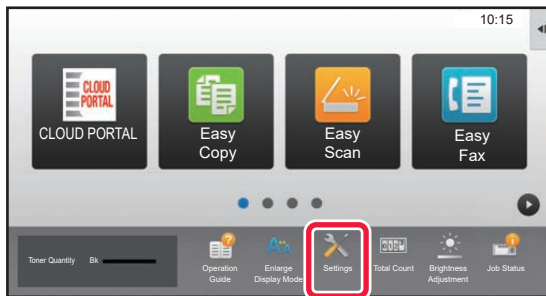 10:15
CLOUD
PORTAL
CLOUD PORTAL
Easy
Copy
Easy
Scan
Easy
Fax
Toner Quantity Bk
Operation
Guide
Enlarge
Display Mode
Settings
Total Count
Brightness
Adjustment
Job Status